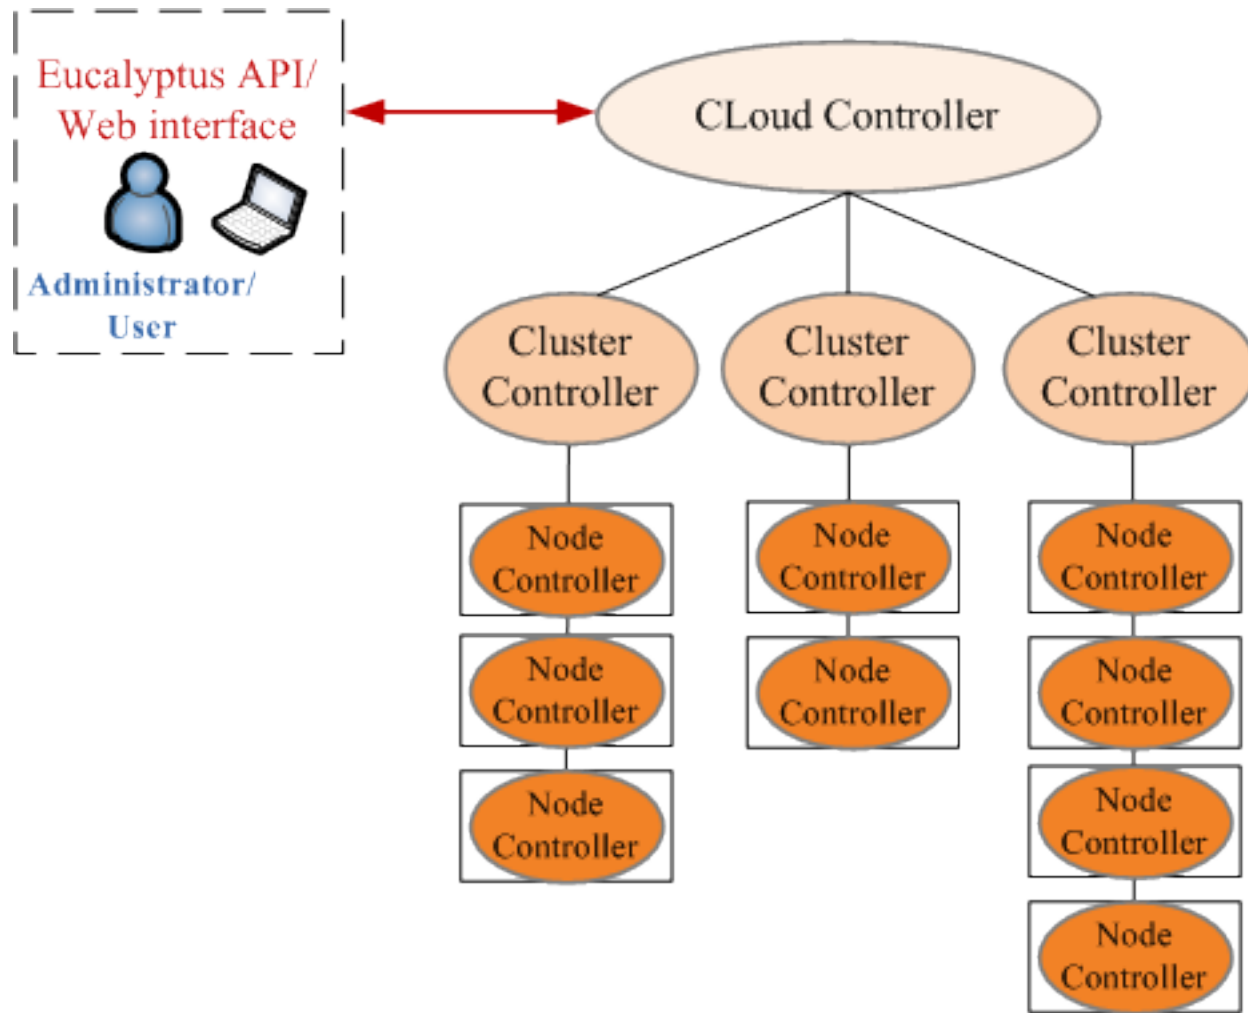 Eucalyptus API/
Web interface
Administrator/
User
CLoud Controller
Cluster
Controller
Cluster
Controller
Cluster
Controller
Node
Controller
Node
Controller
Node
Controller
Node
Controller
Node
Controller
Node
Controller
Node
Controller
Node
Controller
Node
Controller